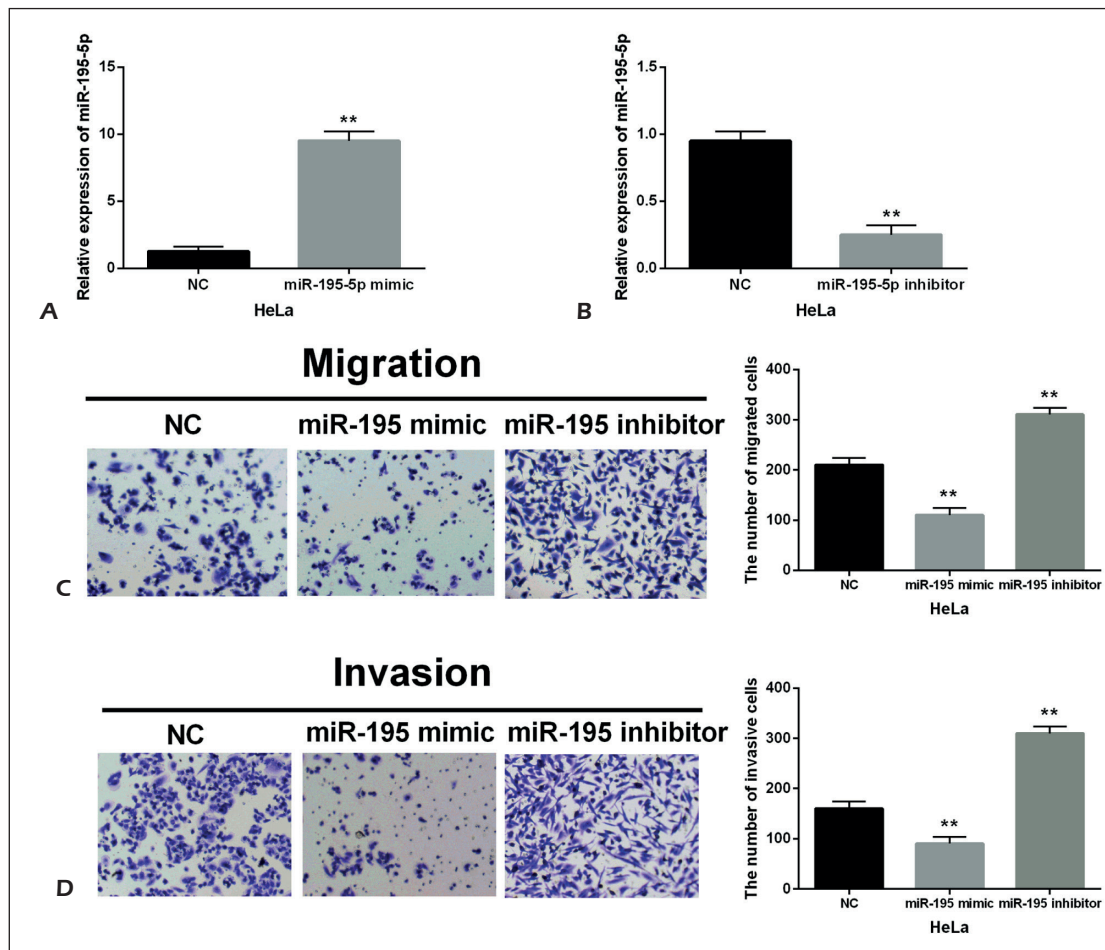 Relative expression of miR-195-5p
15
10
5
0
**
NC
miR-195-5p mimic
HeLa
A
Relative expression of miR-195-5p
1.5
1.0
0.5
0.0
**
NC
miR-195-5p inhibitor
HeLa
B
Migration
NC
miR-195 mimic
miR-195 inhibitor
C
The number of migrated cells
400
300
200
100
0
**
**
NC
miR-195 mimic
miR-195 inhibitor
HeLa
Invasion
NC
miR-195 mimic
miR-195 inhibitor
D
The number of invasive cells
400
300
200
100
0
**
**
NC
miR-195 mimic
miR-195 inhibitor
HeLa